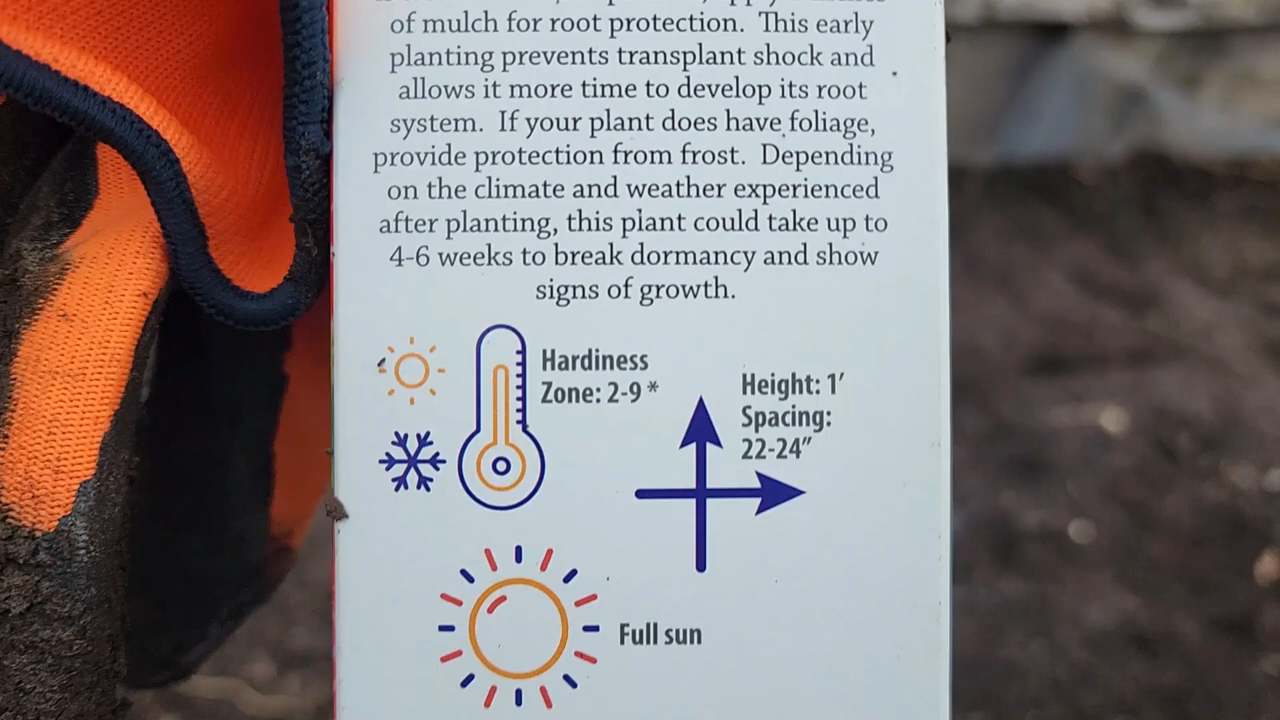 of mulch for root protection. This early
planting prevents transplant shock and
allows it more time to develop its root
system. If your plant does have foliage,
provide protection from frost. Depending
on the climate and weather experienced
after planting, this plant could take up to
4-6 weeks to break dormancy and show
signs of growth.
Hardiness
Zone: 2-9 *
Height: 1′
Spacing:
22-24″
Full sun